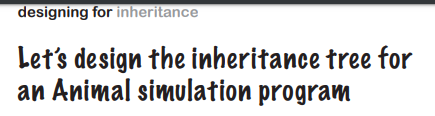 designing for inheritance
Let's design the inheritance tree for
an Animal simulation program